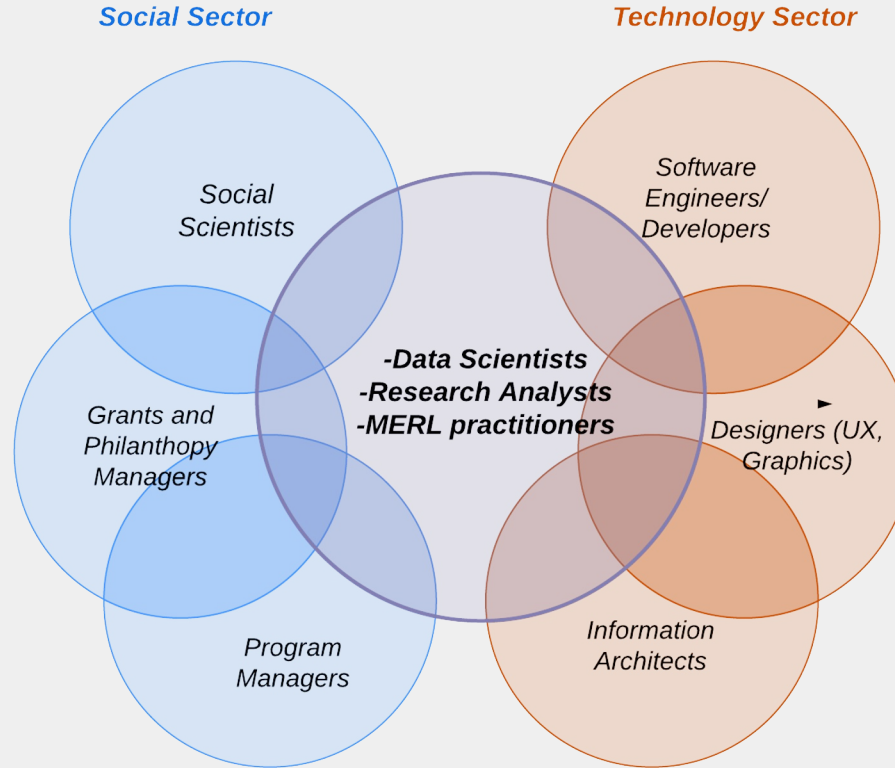 Social Sector
Technology Sector
Social
Scientists
Software
Engineers/
Developers
-Data Scientists
-Research Analysts
-MERL practitioners
Grants and
Philanthopy
Managers
Designers (UX,
Graphics)
Program
Managers
Information
Architects